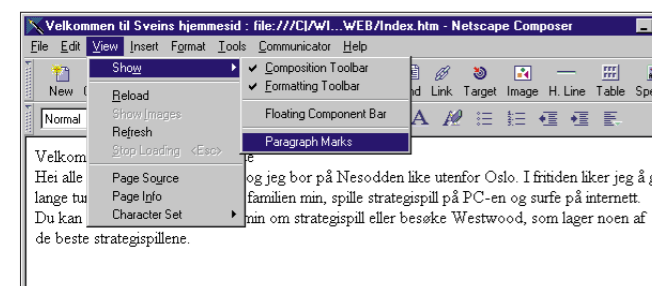 Velkommen til Sveins hjemmesid : file:///C|/WI...WEB/Index.htm - Netscape Composer
File Edit View Insert Format Tools Communicator Help
New Link Target Image H. Line Table
Normal
Show
Reload
Show Images
Refresh
Stop Loading <Esc>
Page Source
Page Info
Character Set
Composition Toolbar
Formatting Toolbar
Floating Component Bar
Paragraph Marks
Velkom
Hei alle og jeg bor på Nesodden like utenfor Oslo. I fritiden liker jeg å g
lange tur familien min, spille strategispill på PC-en og surfe på internett.
Du kan min om strategispill eller besøke Westwood, som lager noen af
de beste strategispillene.